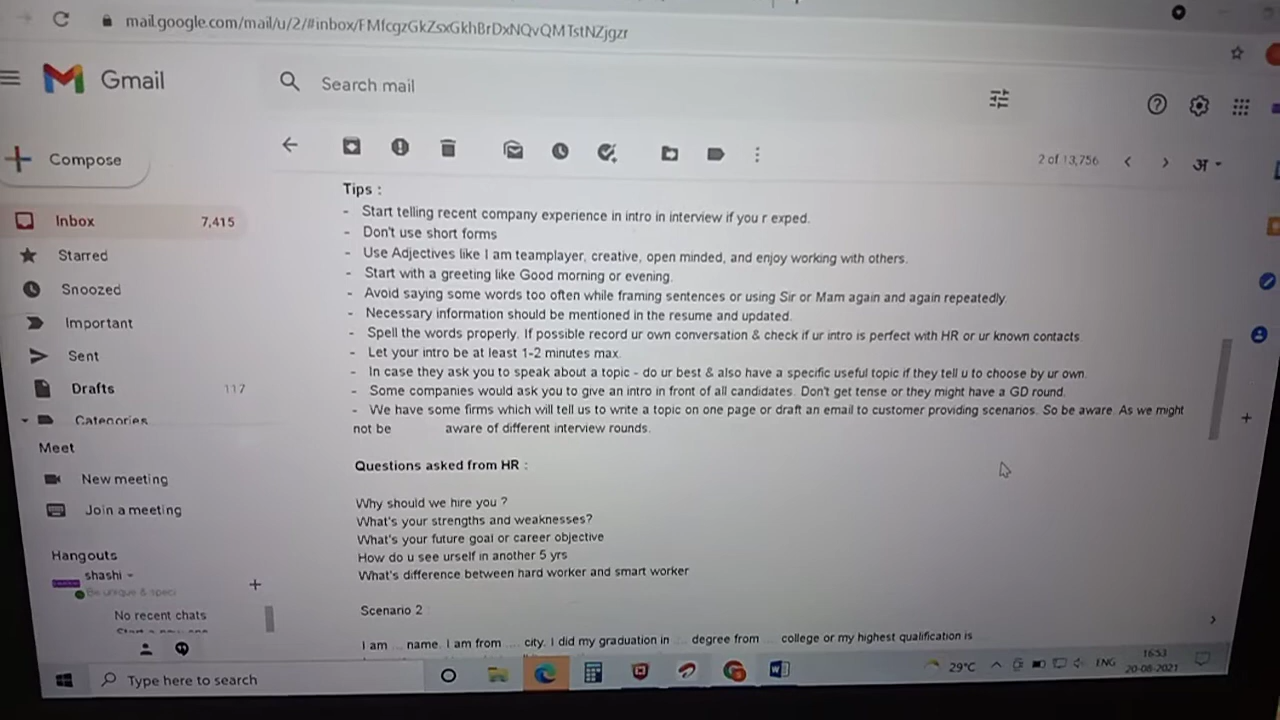 mail.google.com/mail/u/2/#inbox/FMfcgzGkZsxGkhBrDxNQvQMTstNZjgzr
Gmail
Search mail
Compose
2 of 13,756
अ
Inbox 7,415
Starred
Snoozed
Important
Sent
Drafts 117
Categories
Meet
New meeting
Join a meeting
Hangouts
shashi
Be unique & speci
No recent chats
Tips :
- Start telling recent company experience in intro in interview if you r exped.
- Don't use short forms
- Use Adjectives like I am teamplayer, creative, open minded, and enjoy working with others.
- Start with a greeting like Good morning or evening.
- Avoid saying some words too often while framing sentences or using Sir or Mam again and again repeatedly.
- Necessary information should be mentioned in the resume and updated.
- Spell the words properly. If possible record ur own conversation & check if ur intro is perfect with HR or ur known contacts
- Let your intro be at least 1-2 minutes max.
- In case they ask you to speak about a topic - do ur best & also have a specific useful topic if they tell u to choose by ur own.
- Some companies would ask you to give an intro in front of all candidates. Don't get tense or they might have a GD round.
- We have some firms which will tell us to write a topic on one page or draft an email to customer providing scenarios. So be aware. As we might
not be aware of different interview rounds.
Questions asked from HR :
Why should we hire you ?
What's your strengths and weaknesses?
What's your future goal or career objective
How do u see urself in another 5 yrs
What's difference between hard worker and smart worker
Scenario 2
I am ... name. I am from .... city. I did my graduation in ... degree from .... college or my highest qualification is
Type here to search
29°C
ENG
16:53
20-08-2021